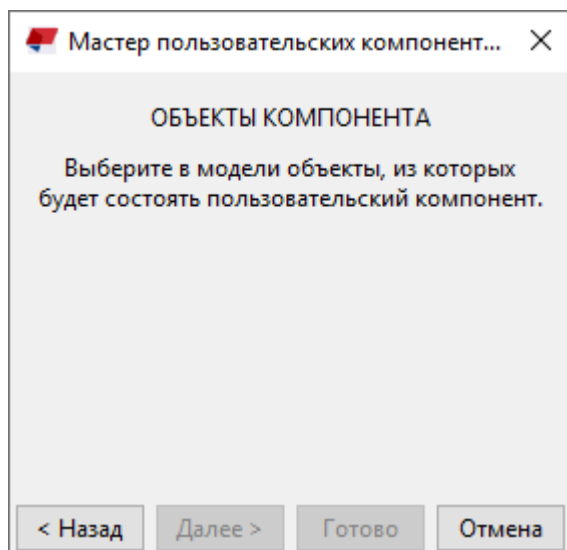 Мастер пользовательских компонент...
ОБЪЕКТЫ КОМПОНЕНТА
Выберите в модели объекты, из которых
будет состоять пользовательский компонент.
< Назад Далее > Готово Отмена